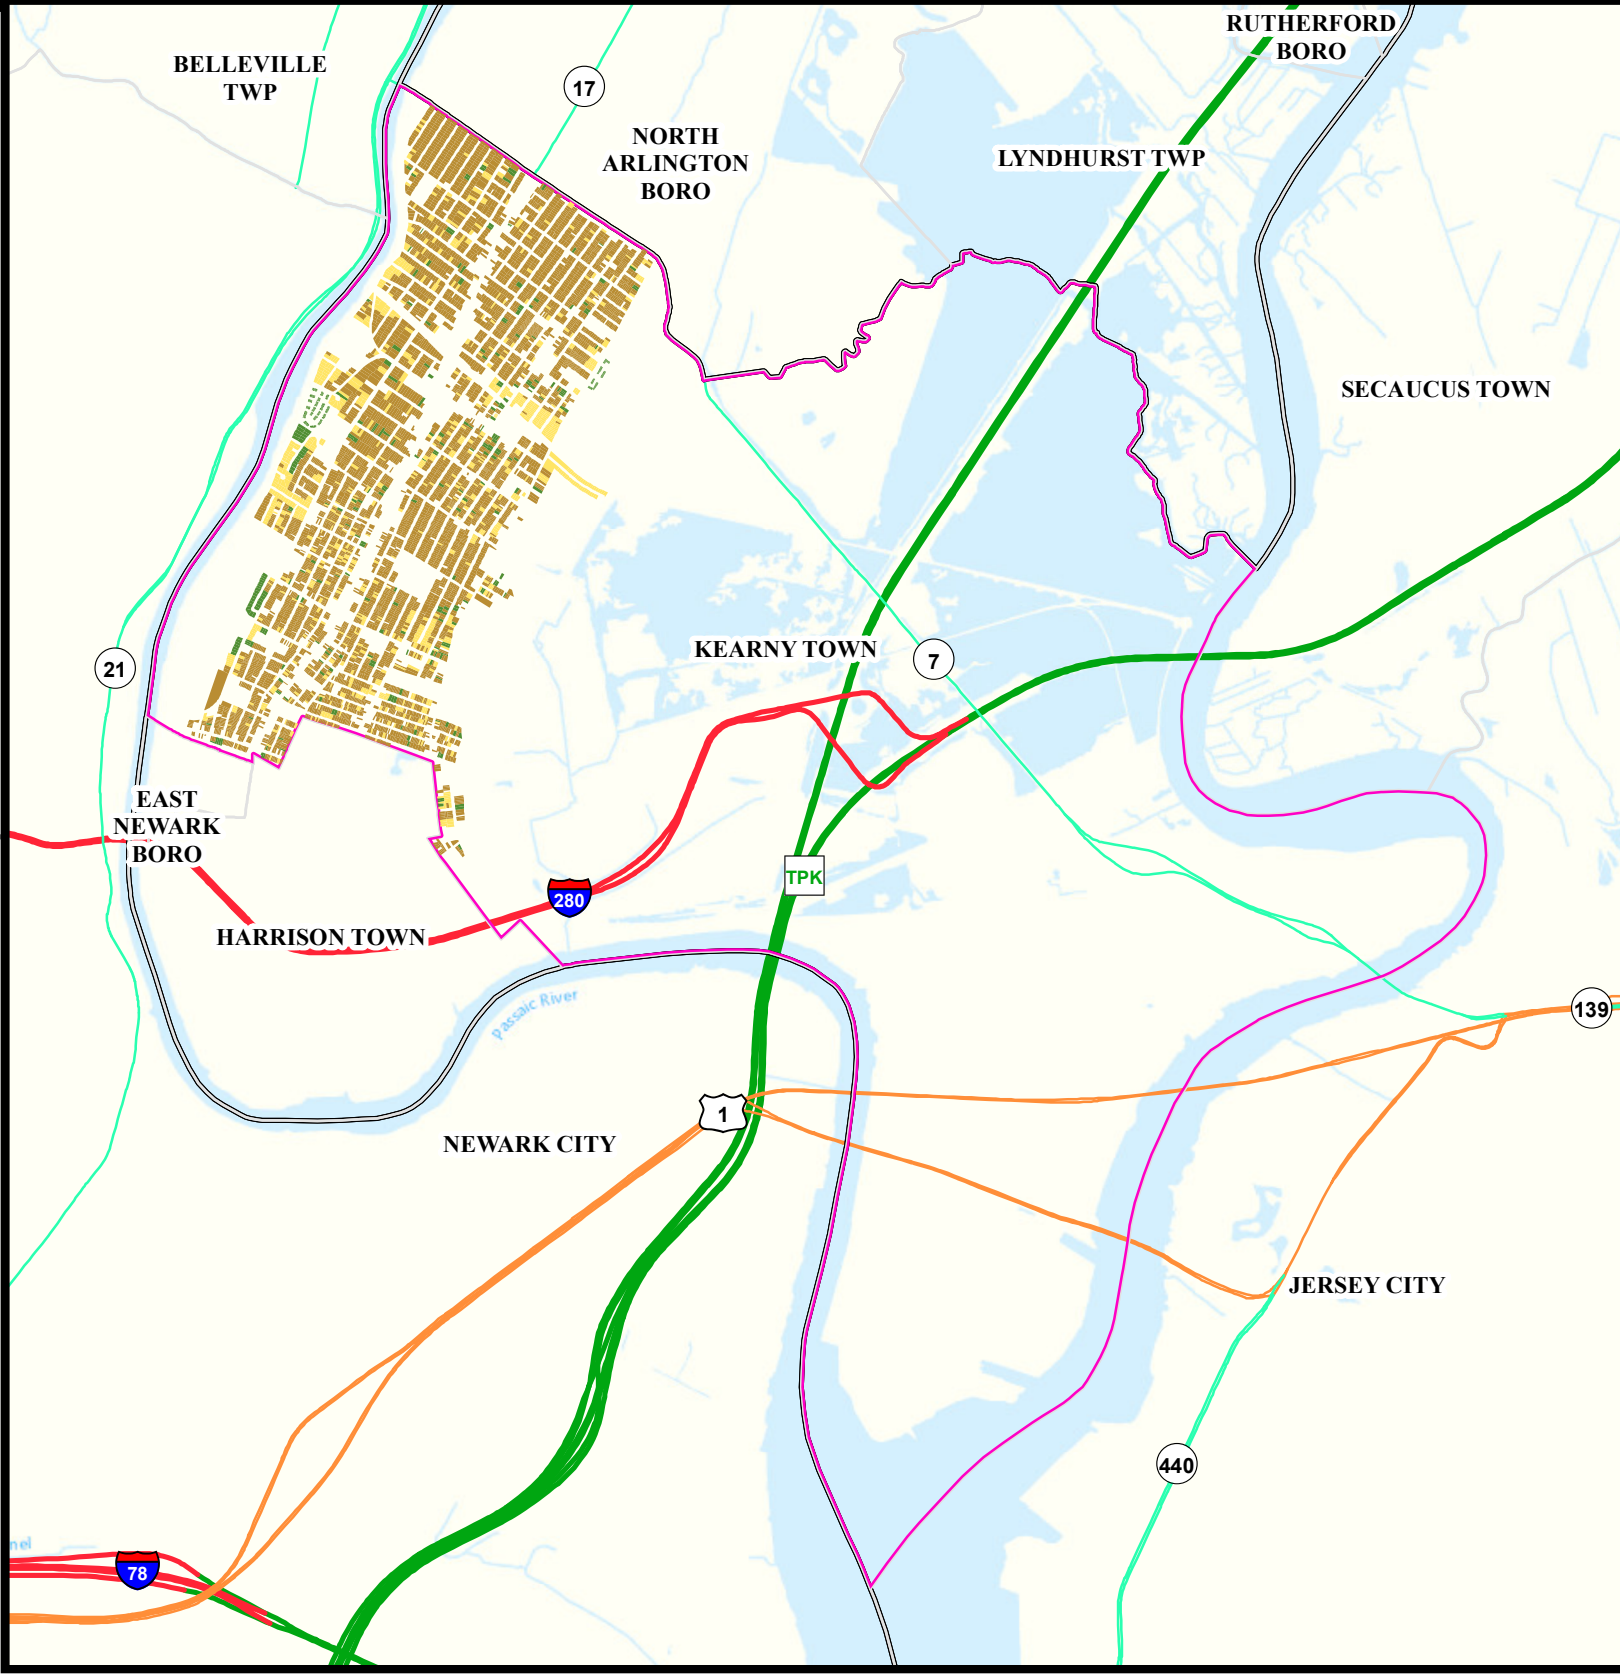 RUTHERFORD
BORO
BELLEVILLE
TWP
17
NORTH
ARLINGTON
BORO
LYNDHURST TWP
SECAUCUS TOWN
KEARNY TOWN
7
21
EAST
NEWARK
BORO
TPK
280
HARRISON TOWN
Passaic River
139
1
NEWARK CITY
JERSEY CITY
440
nel
78